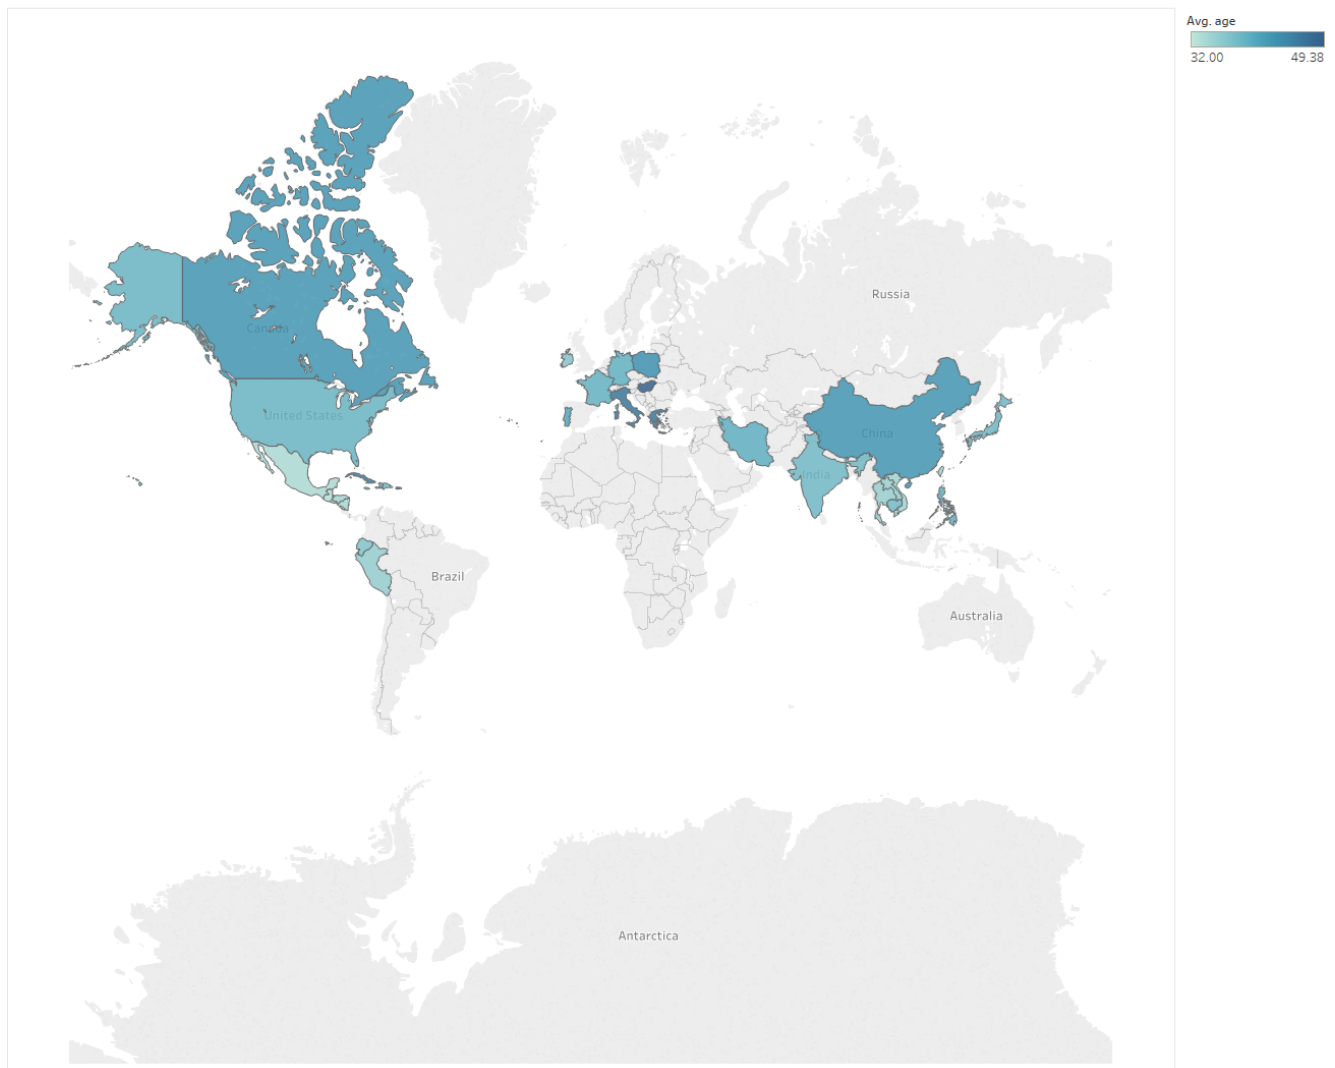 Avg. age
32.00 49.38
Russia
Canada
United States
China
India
Brazil
Australia
Antarctica